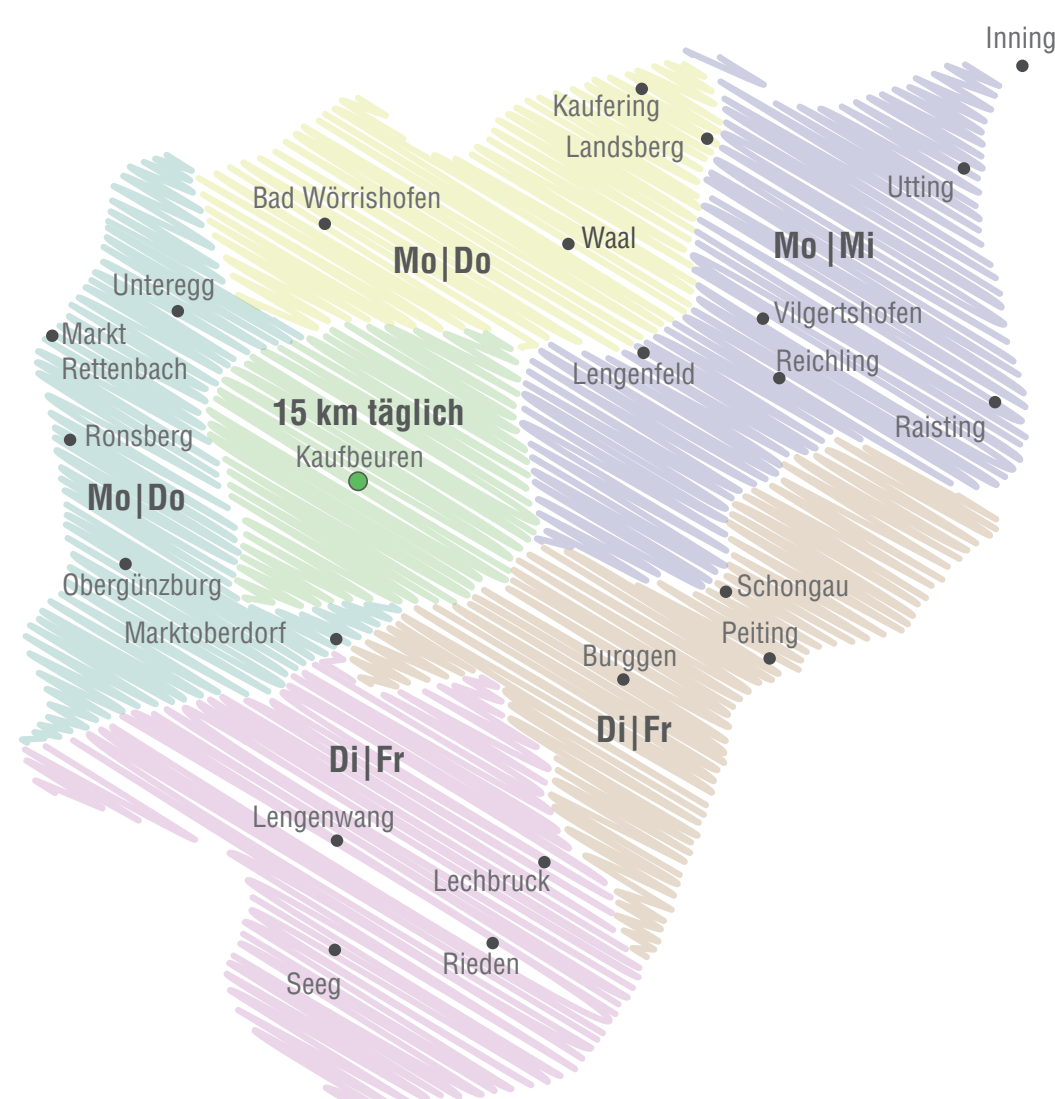 Inning
Kaufering
Landsberg
Utting
Bad Wörrishofen
Waal
Mo|Do
Mo |Mi
Unteregg
Vilgertshofen
Markt
Rettenbach
Lengenfeld
Reichling
15 km täglich
Raisting
Ronsberg
Kaufbeuren
Mo|Do
Obergünzburg
Schongau
Marktoberdorf
Peiting
Burggen
Di|Fr
Di|Fr
Lengenwang
Lechbruck
Rieden
Seeg